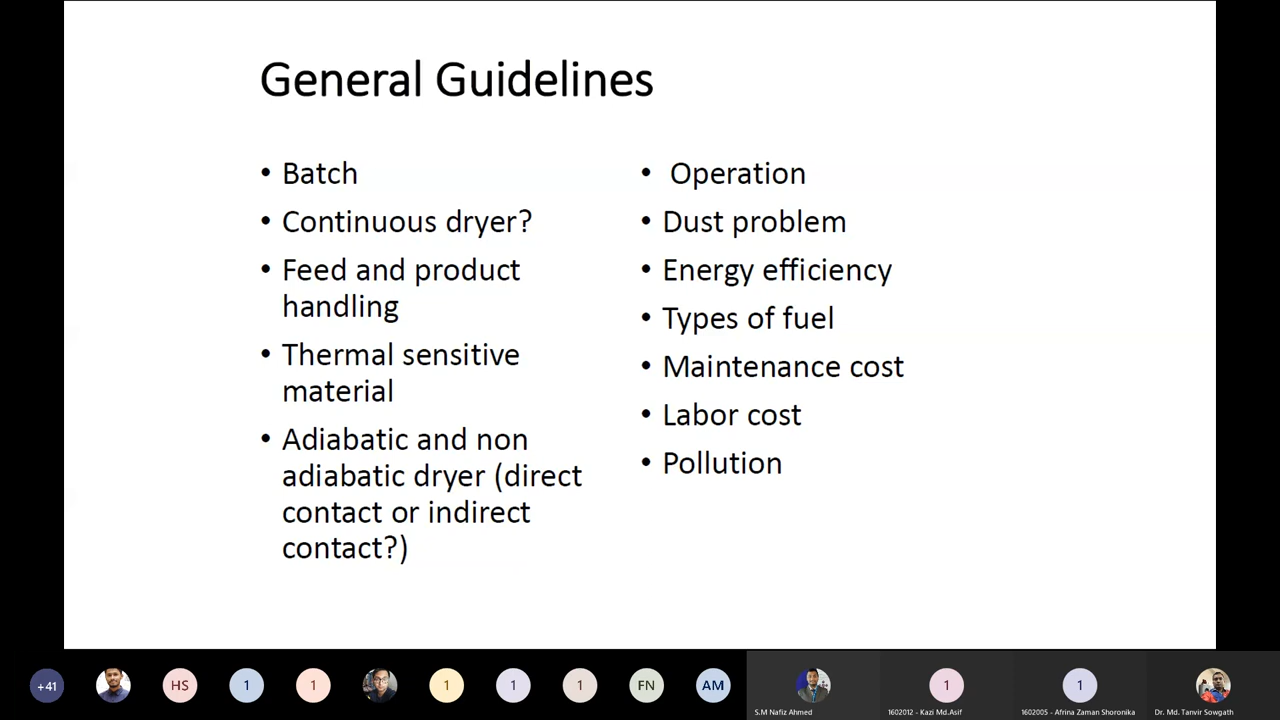 General Guidelines
• Batch
• Continuous dryer?
• Feed and product
handling
• Thermal sensitive
material
• Adiabatic and non
adiabatic dryer (direct
contact or indirect
contact?)
• Operation
• Dust problem
• Energy efficiency
• Types of fuel
• Maintenance cost
• Labor cost
• Pollution
+41
HS
1
1
1
1
1
FN
AM
S.M Nafiz Ahmed
1
1602012 - Kazi Md.Asif
1
1602005 - Afrina Zaman Shoronika
Dr. Md. Tanvir Sowgath